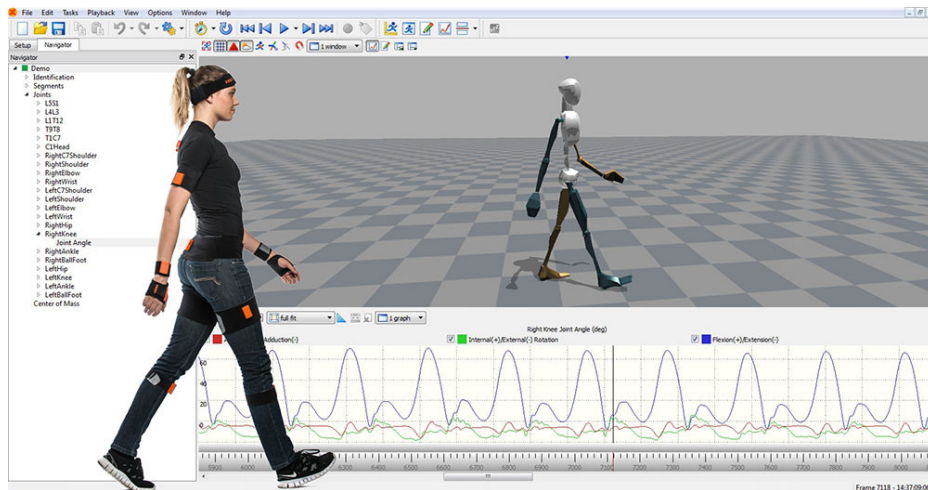 File Edit Tasks Playback View Options Window Help
1 window
Setup Navigator
Navigator
Demo
Identification
Segments
Joints
L5S1
L4L3
L1T12
T9T8
T1C7
C1Head
RightC7Shoulder
RightShoulder
RightElbow
RightWrist
LeftC7Shoulder
LeftShoulder
LeftElbow
LeftWrist
RightHip
RightKnee
Joint Angle
RightAnkle
RightBallFoot
LeftHip
LeftKnee
LeftAnkle
LeftBallFoot
Center of Mass
full fit 1 graph
Right Knee Joint Angle (deg)
Adduction(-) Internal(+)/External(-) Rotation Flexion(+)/Extension(-)
60
40
20
0
5900 6000 6300 6400 6500 6600 6700 6800 6900 7000 7200 7300 7400 7500 7600 7700 7800 7900 8000
Frame 7118 - 14:37:09:06